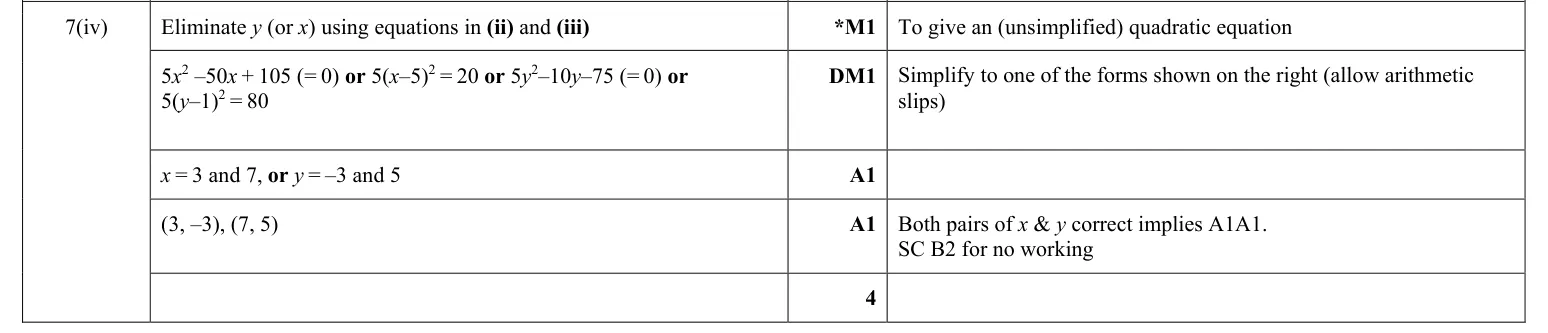 7(iv) Eliminate y (or x) using equations in (ii) and (iii) *M1 To give an (unsimplified) quadratic equation
5x² –50x + 105 (= 0) or 5(x–5)² = 20 or 5y²–10y–75 (= 0) or DM1 Simplify to one of the forms shown on the right (allow arithmetic
5(y–1)² = 80 slips)
x = 3 and 7, or y = –3 and 5 A1
(3, –3), (7, 5) A1 Both pairs of x & y correct implies A1A1.
SC B2 for no working
4